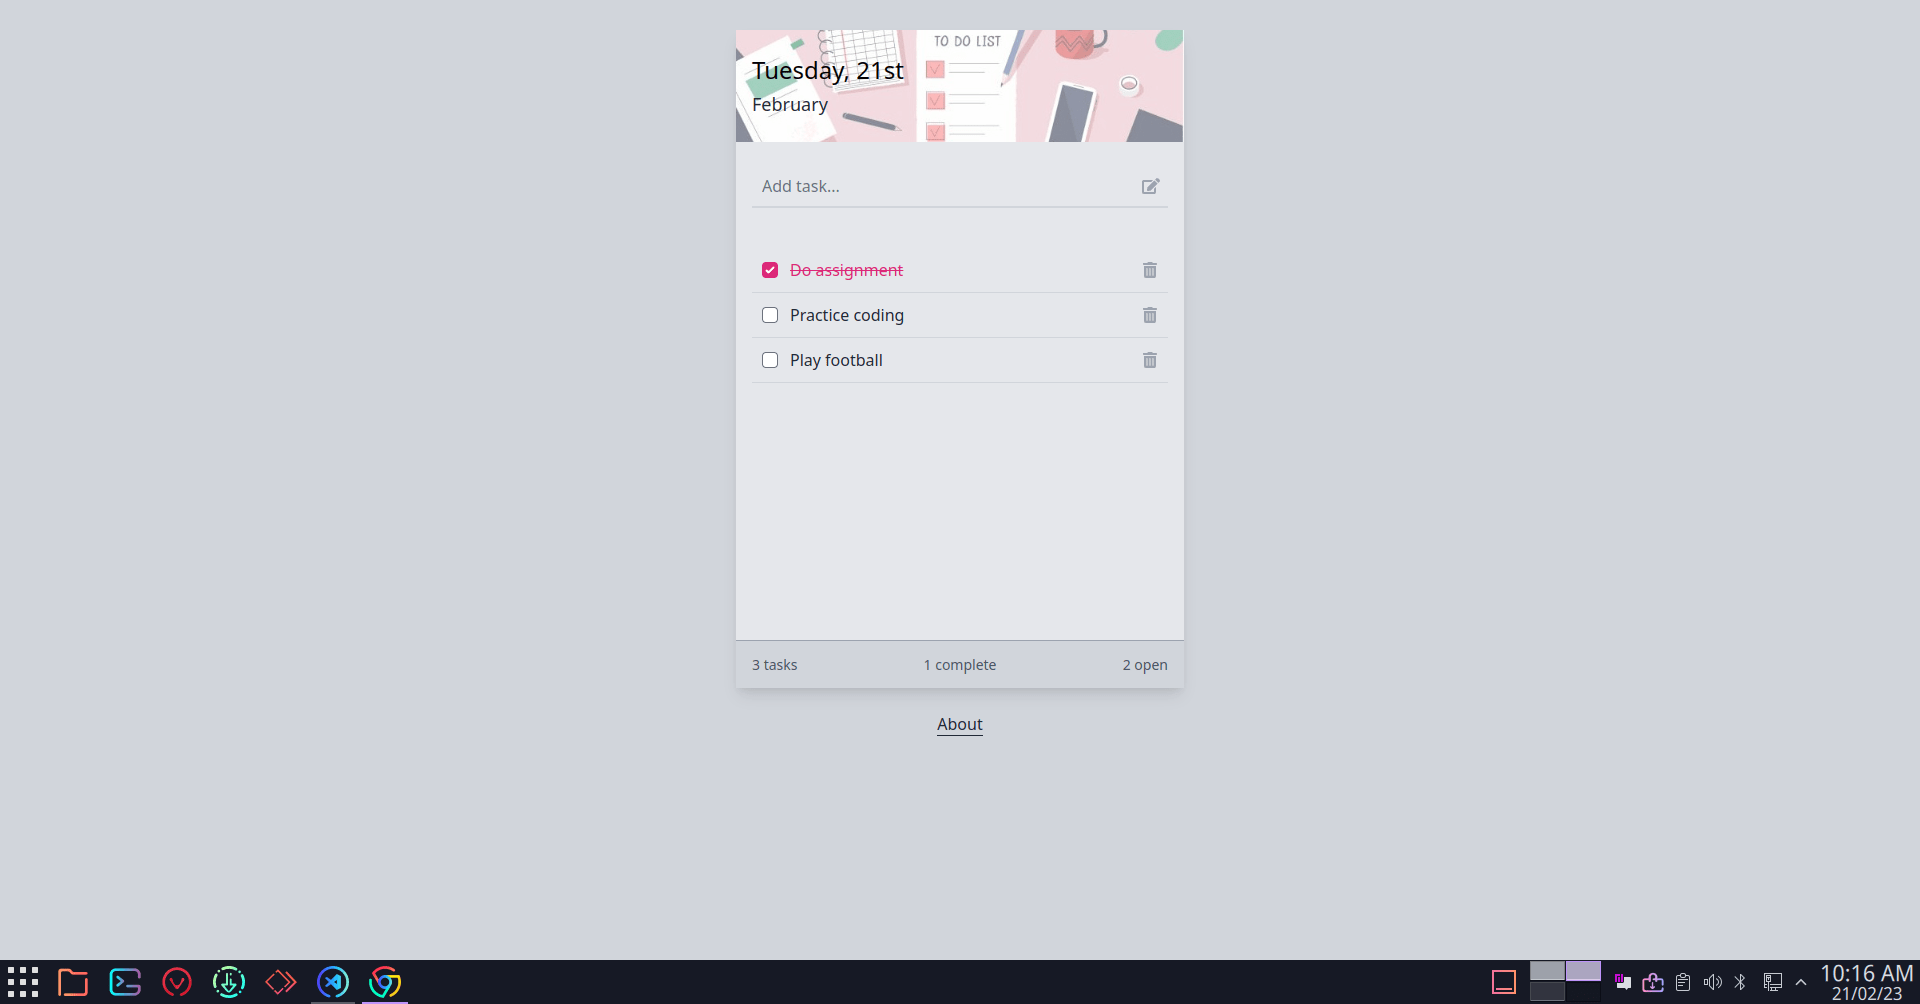 TO DO LIST
Tuesday, 21st
February
Add task...
Do assignment
Practice coding
Play football
3 tasks 1 complete 2 open
About
10:16 AM
21/02/23